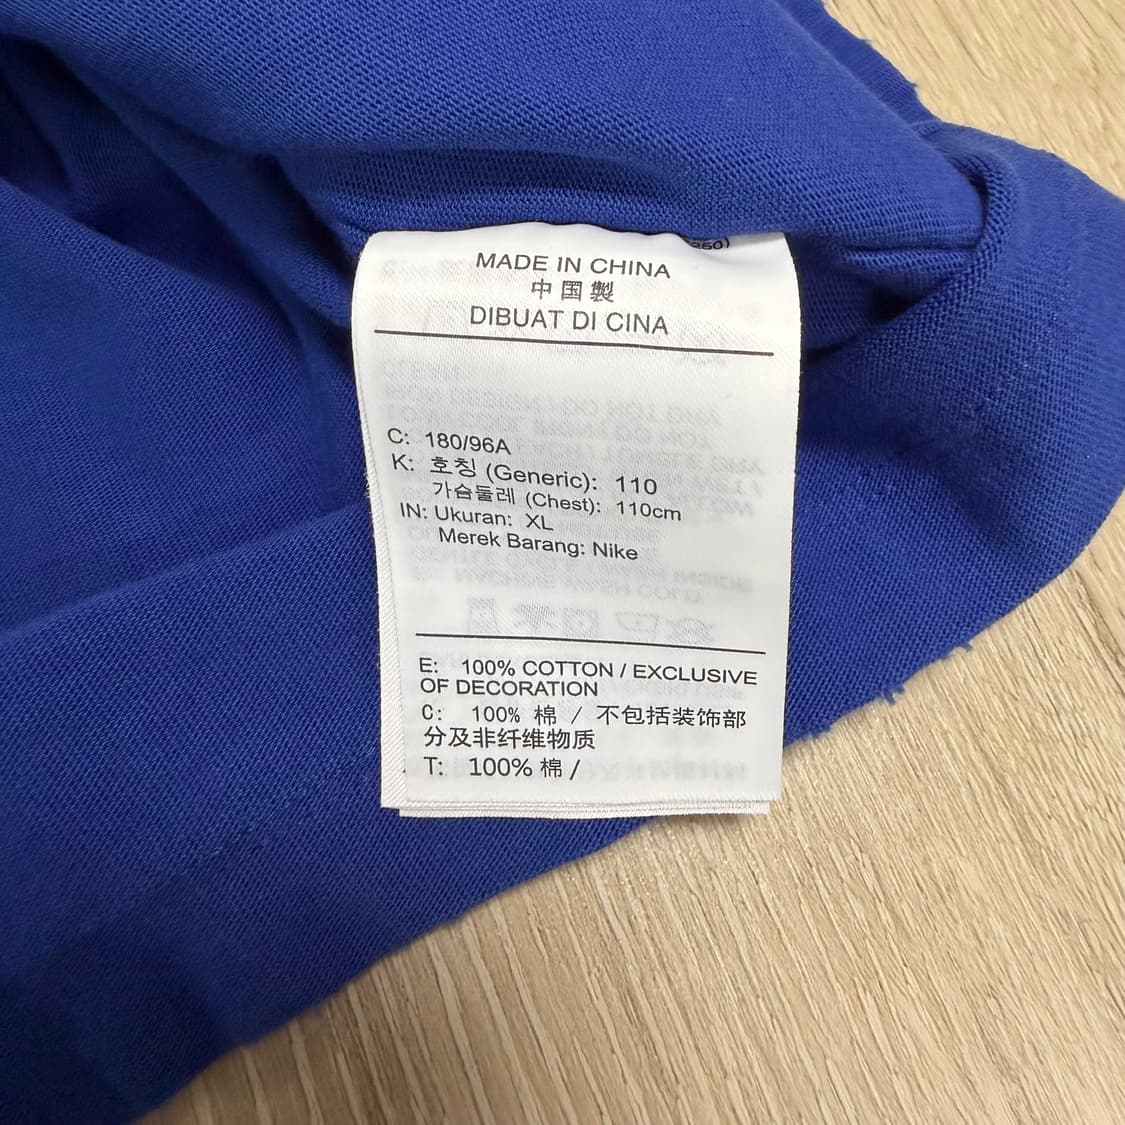 MADE IN CHINA
中国製
DIBUAT DI CINA
C: 180/96A
K: 호칭 (Generic): 110
가슴둘레 (Chest): 110cm
IN: Ukuran: XL
Merek Barang: Nike
E: 100% COTTON / EXCLUSIVE
OF DECORATION
C: 100% 棉 / 不包括装饰部
分及非纤维物质
T: 100% 棉 /